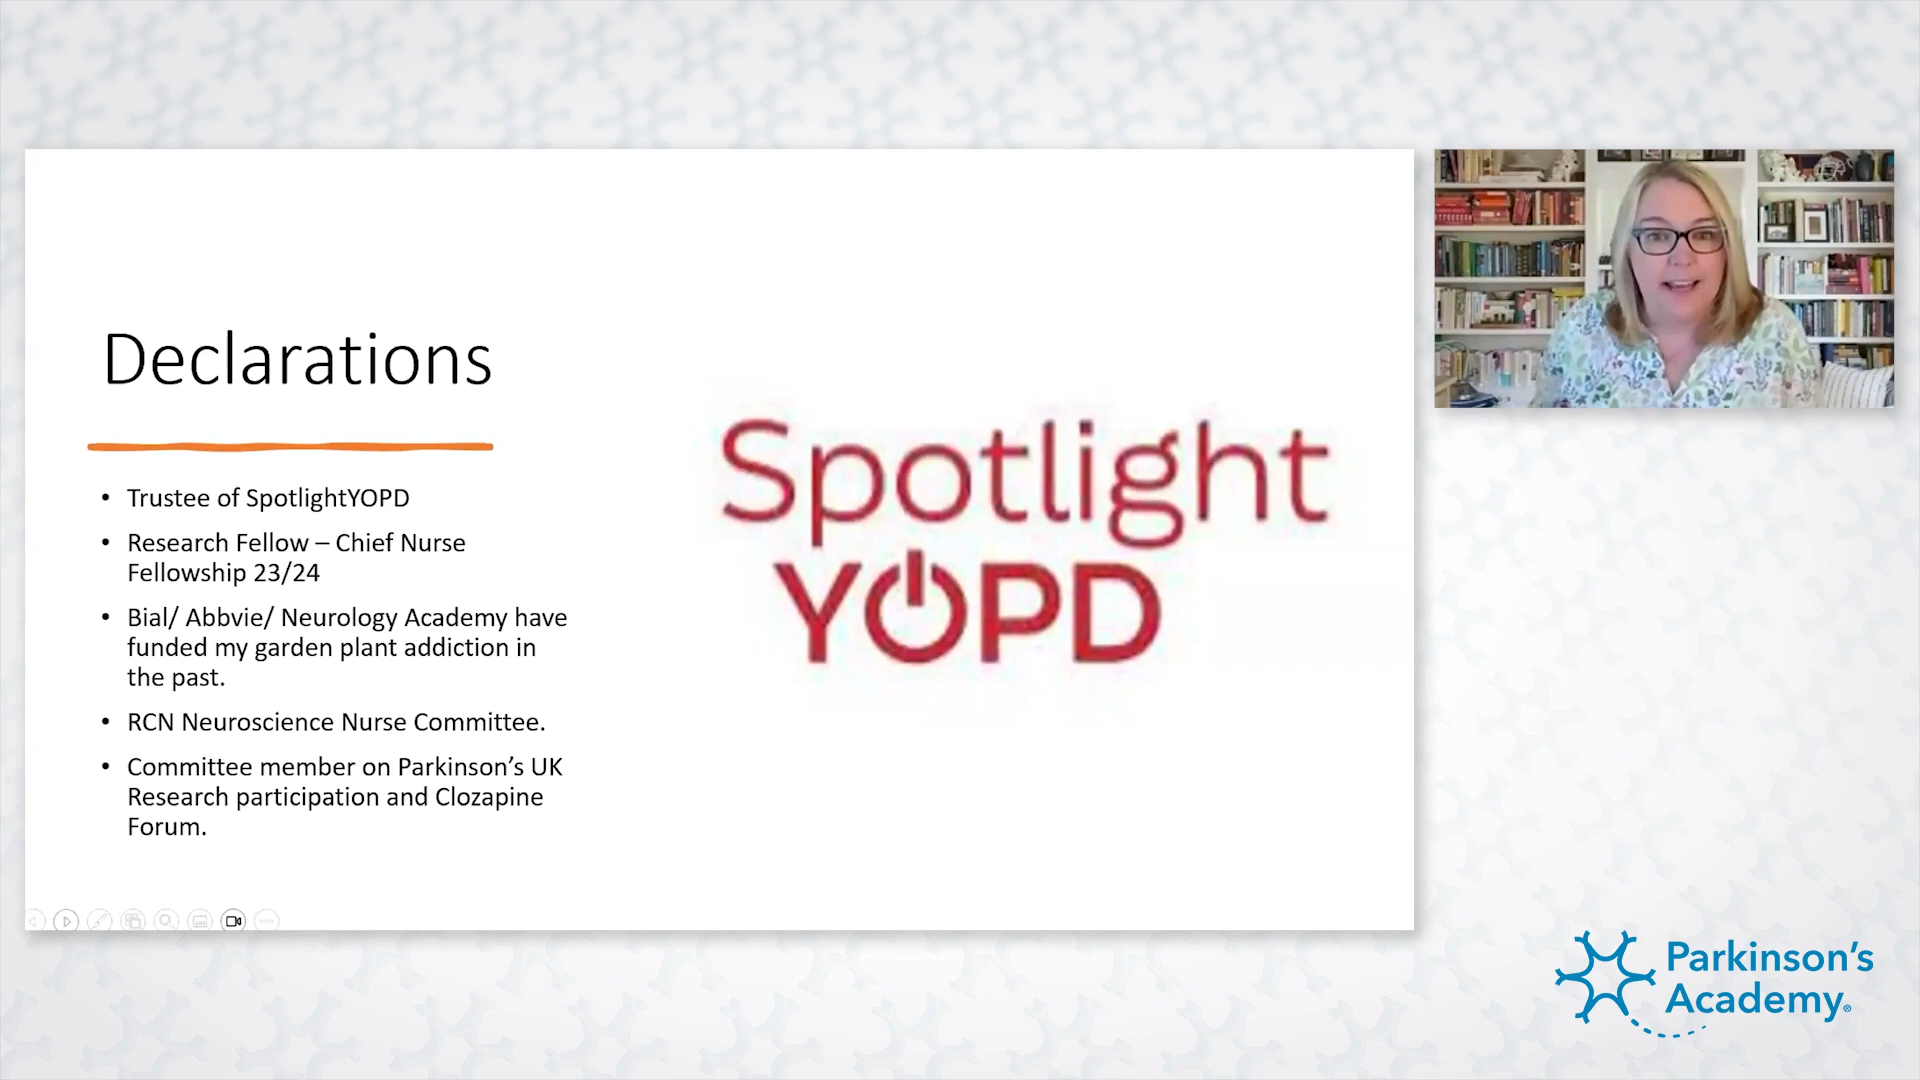 Declarations
• Trustee of SpotlightYOPD
• Research Fellow – Chief Nurse
Fellowship 23/24
• Bial/ Abbvie/ Neurology Academy have
funded my garden plant addiction in
the past.
• RCN Neuroscience Nurse Committee.
• Committee member on Parkinson’s UK
Research participation and Clozapine
Forum.
Spotlight
YOPD
Parkinson’s
Academy®